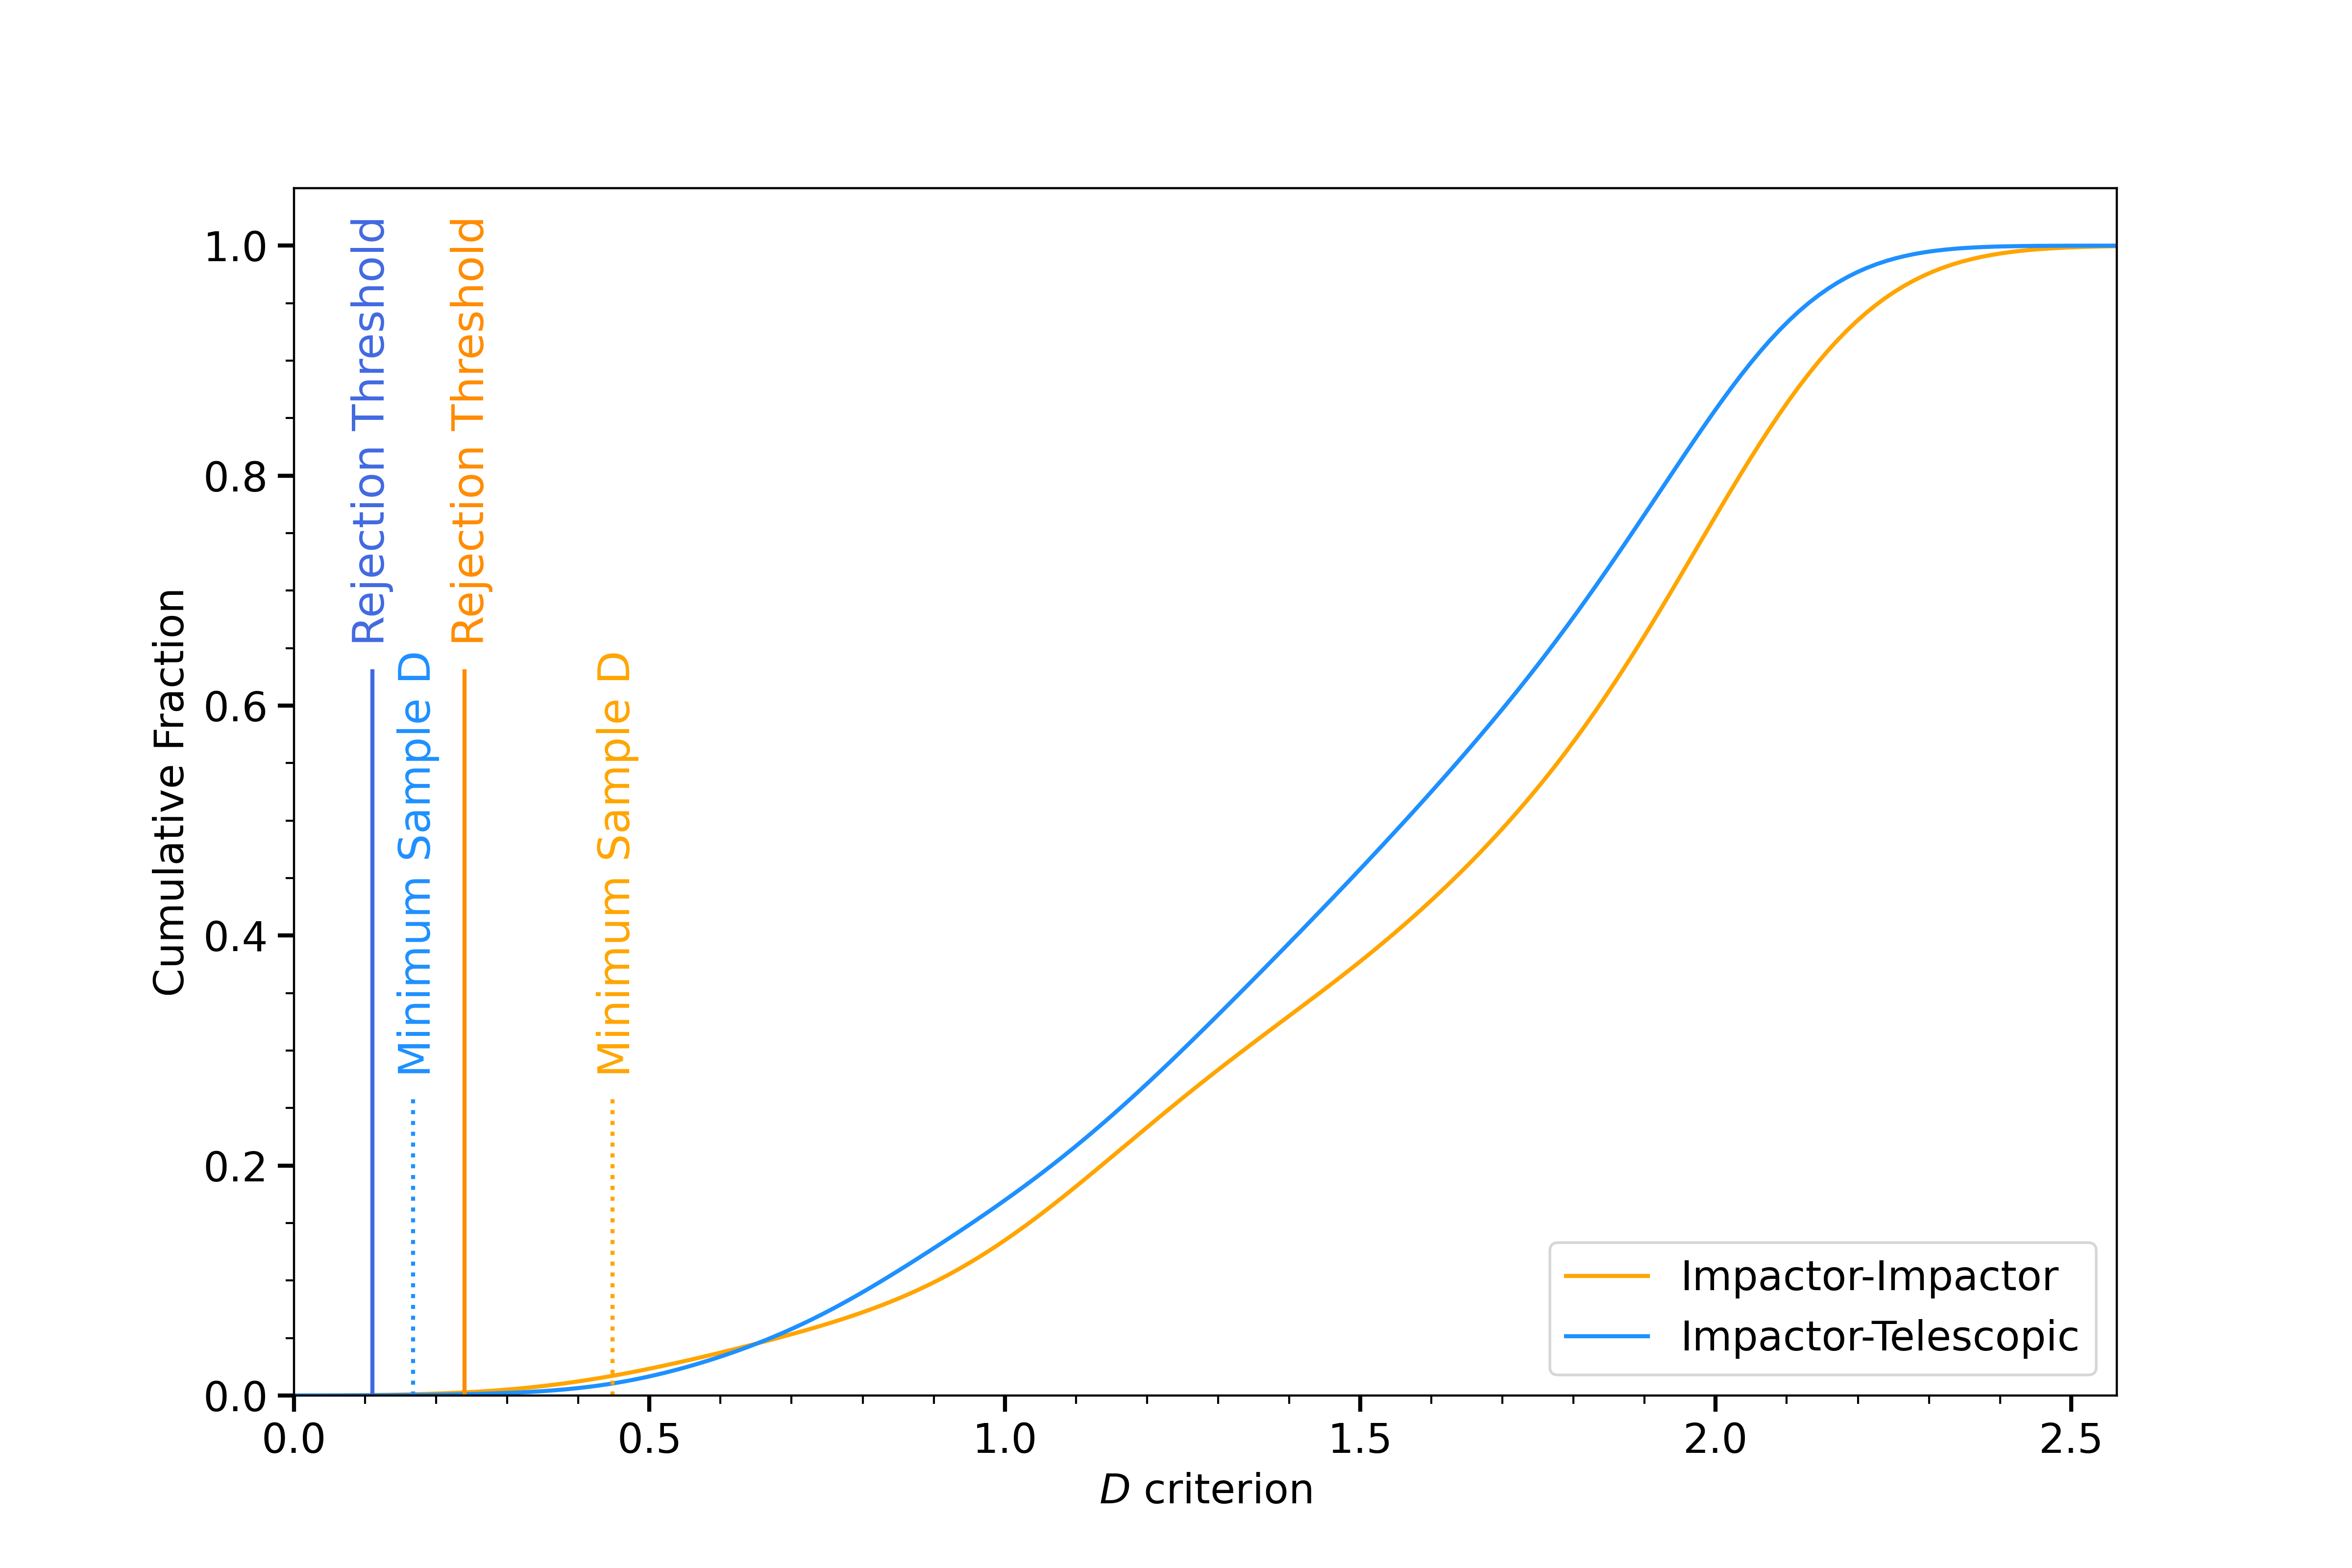 Rejection Threshold
Rejection Threshold
Minimum Sample D
Minimum Sample D
Cumulative Fraction
1.0
0.8
0.6
0.4
0.2
0.0
0.0 0.5 1.0 1.5 2.0 2.5
D criterion
Impactor-Impactor
Impactor-Telescopic